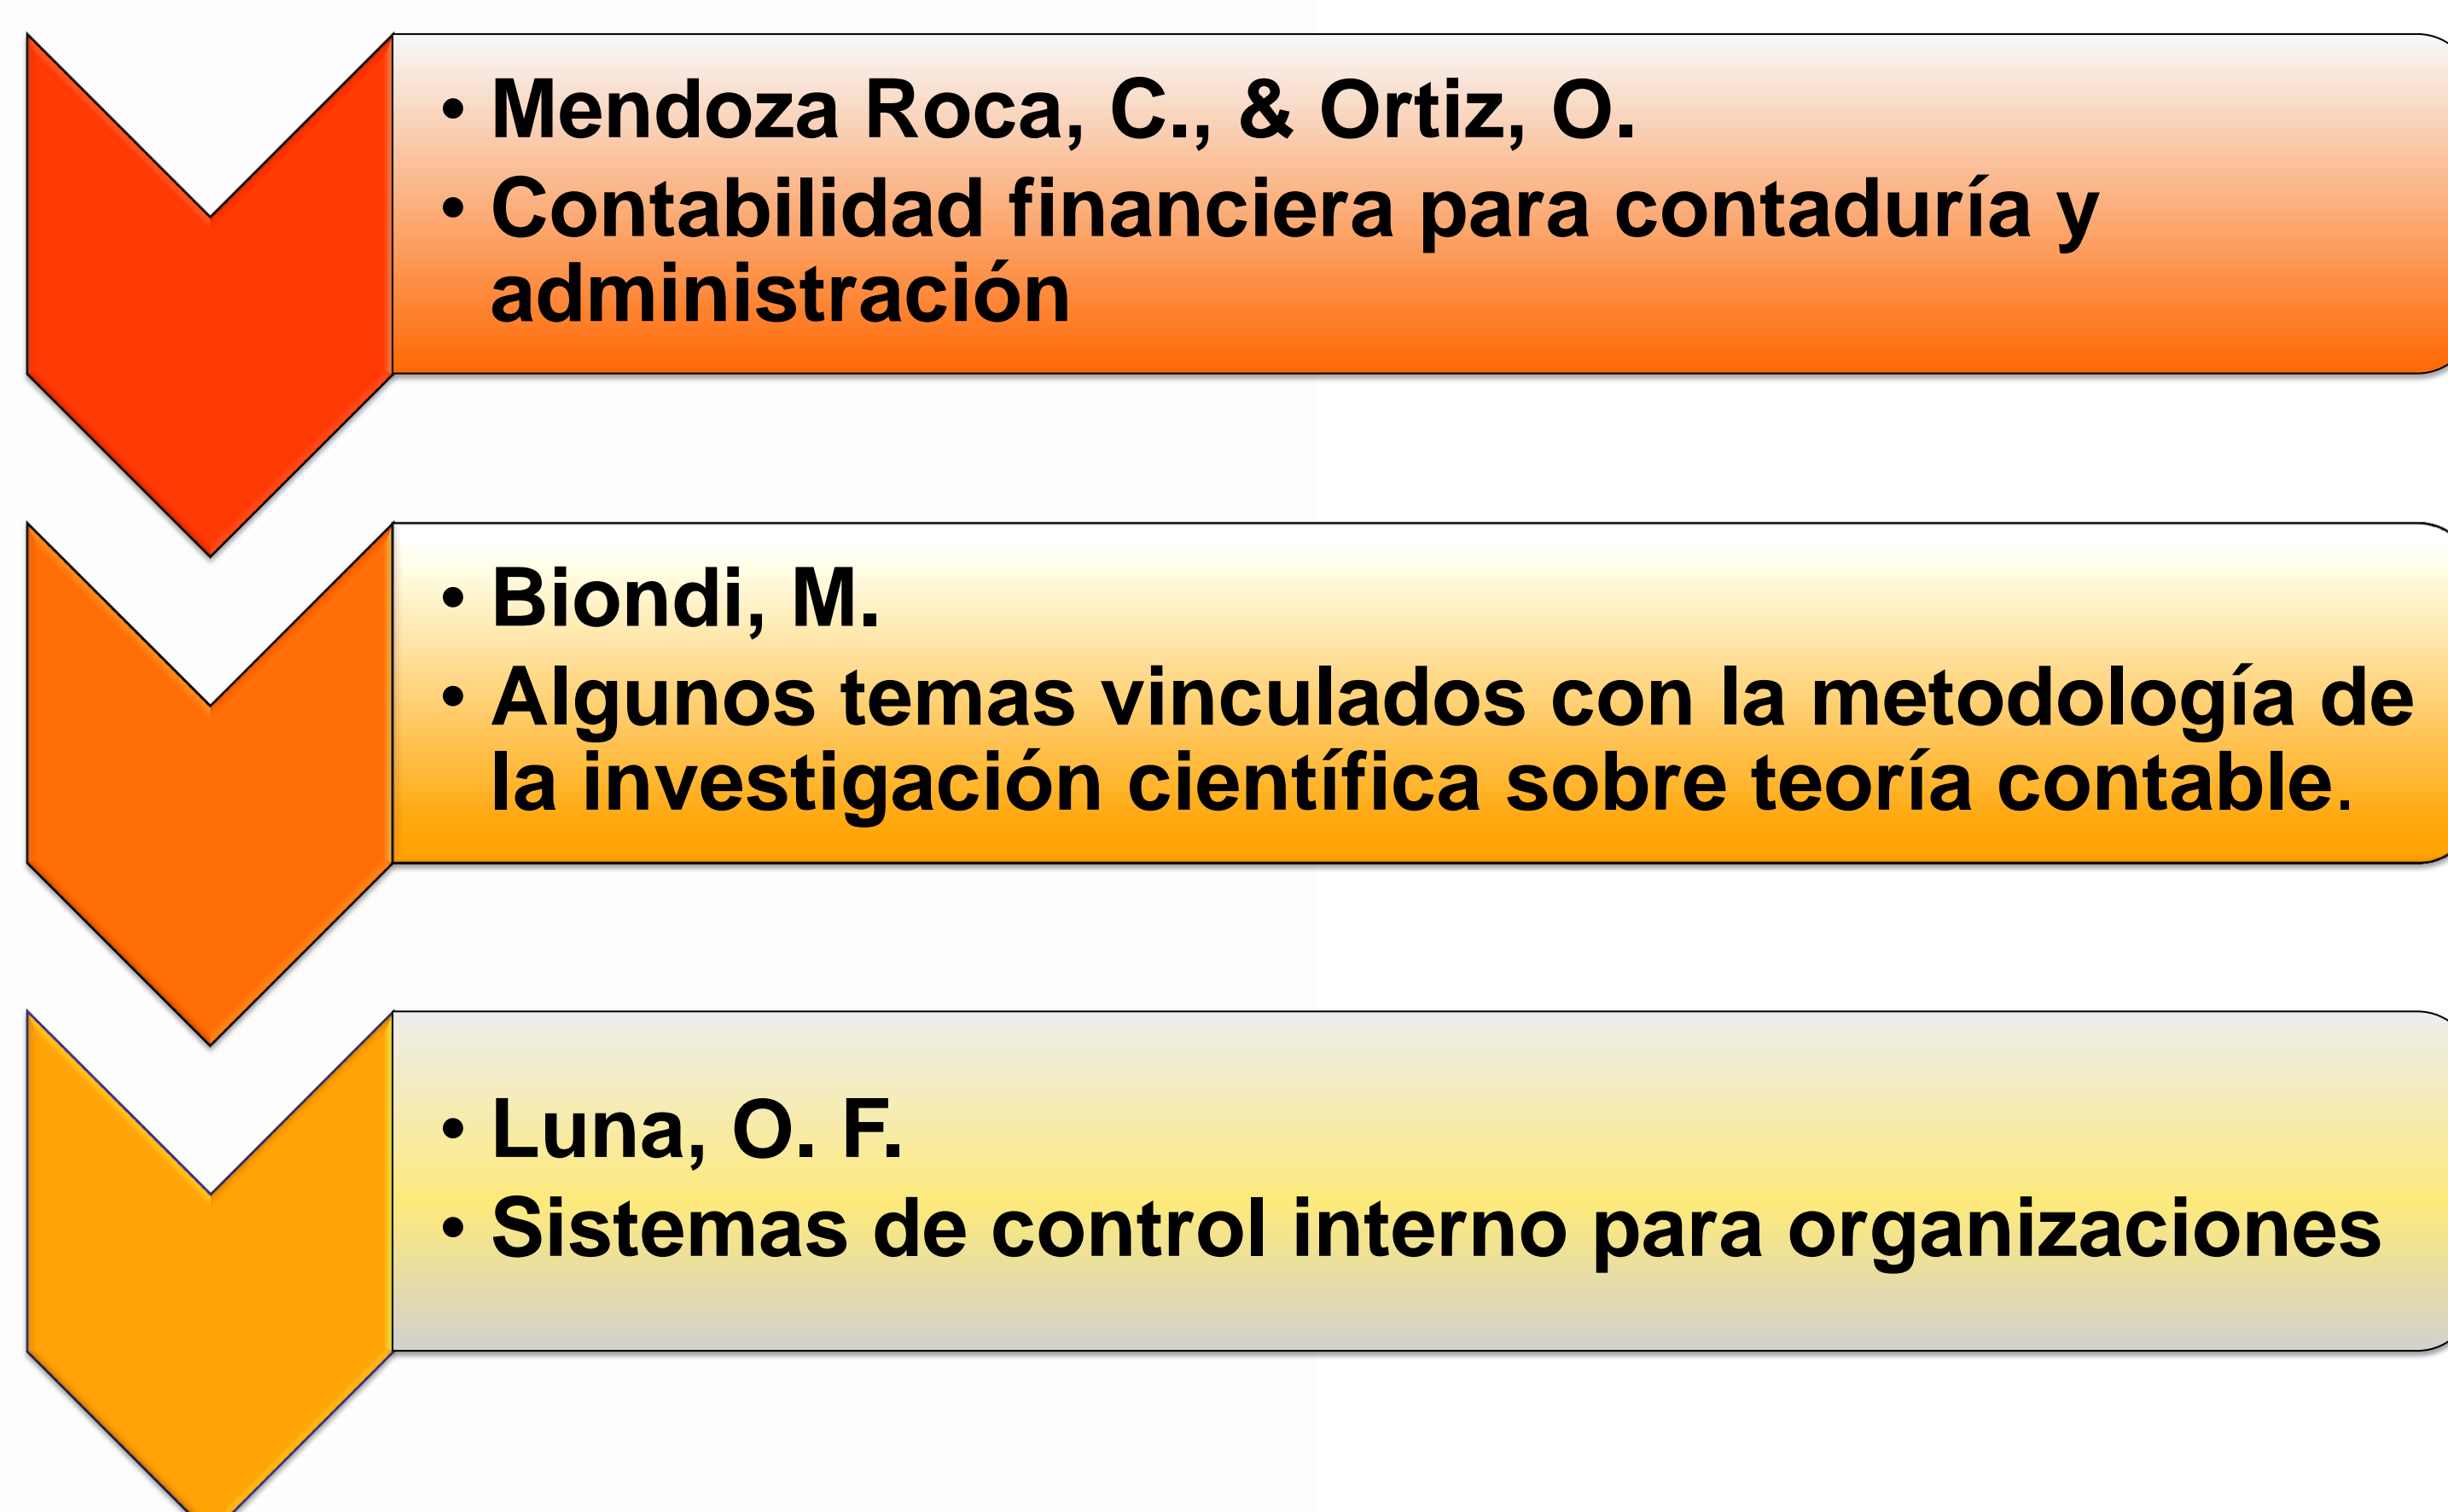 • Mendoza Roca, C., & Ortiz, O.
• Contabilidad financiera para contaduría y
administración
• Biondi, M.
• Algunos temas vinculados con la metodología de
la investigación científica sobre teoría contable.
• Luna, O. F.
• Sistemas de control interno para organizaciones